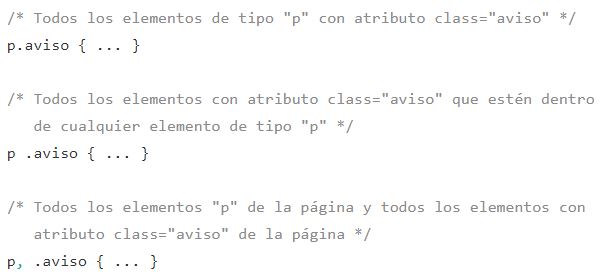 /* Todos los elementos de tipo "p" con atributo class="aviso" */
p.aviso { ... }
/* Todos los elementos con atributo class="aviso" que estén dentro
de cualquier elemento de tipo "p" */
p .aviso { ... }
/* Todos los elementos "p" de la página y todos los elementos con
atributo class="aviso" de la página */
p, .aviso { ... }